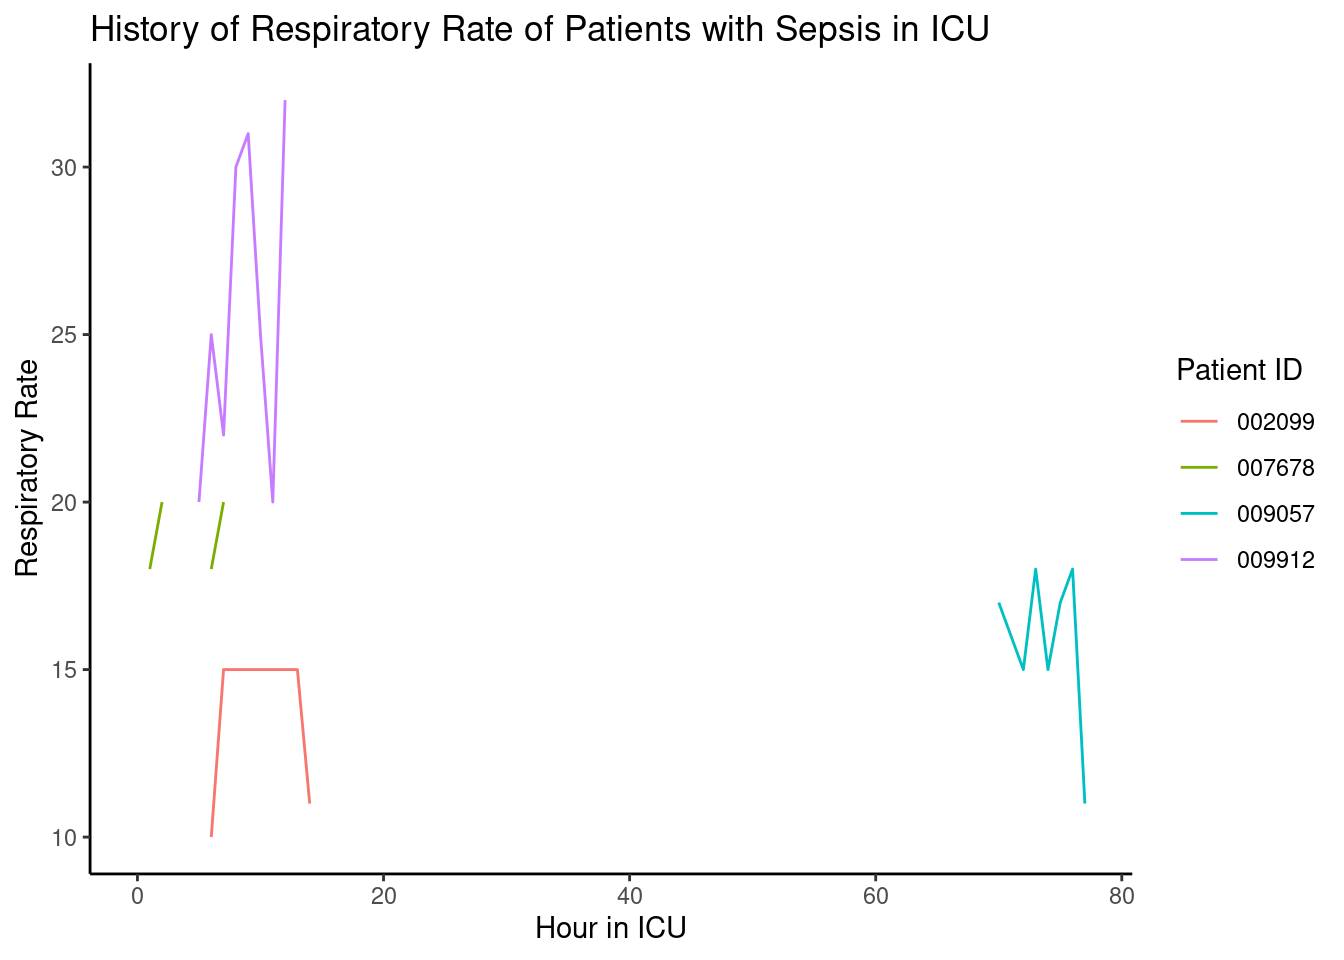 History of Respiratory Rate of Patients with Sepsis in ICU
Respiratory Rate
30
25
20
15
10
0 20 40 60 80
Hour in ICU
Patient ID
002099
007678
009057
009912